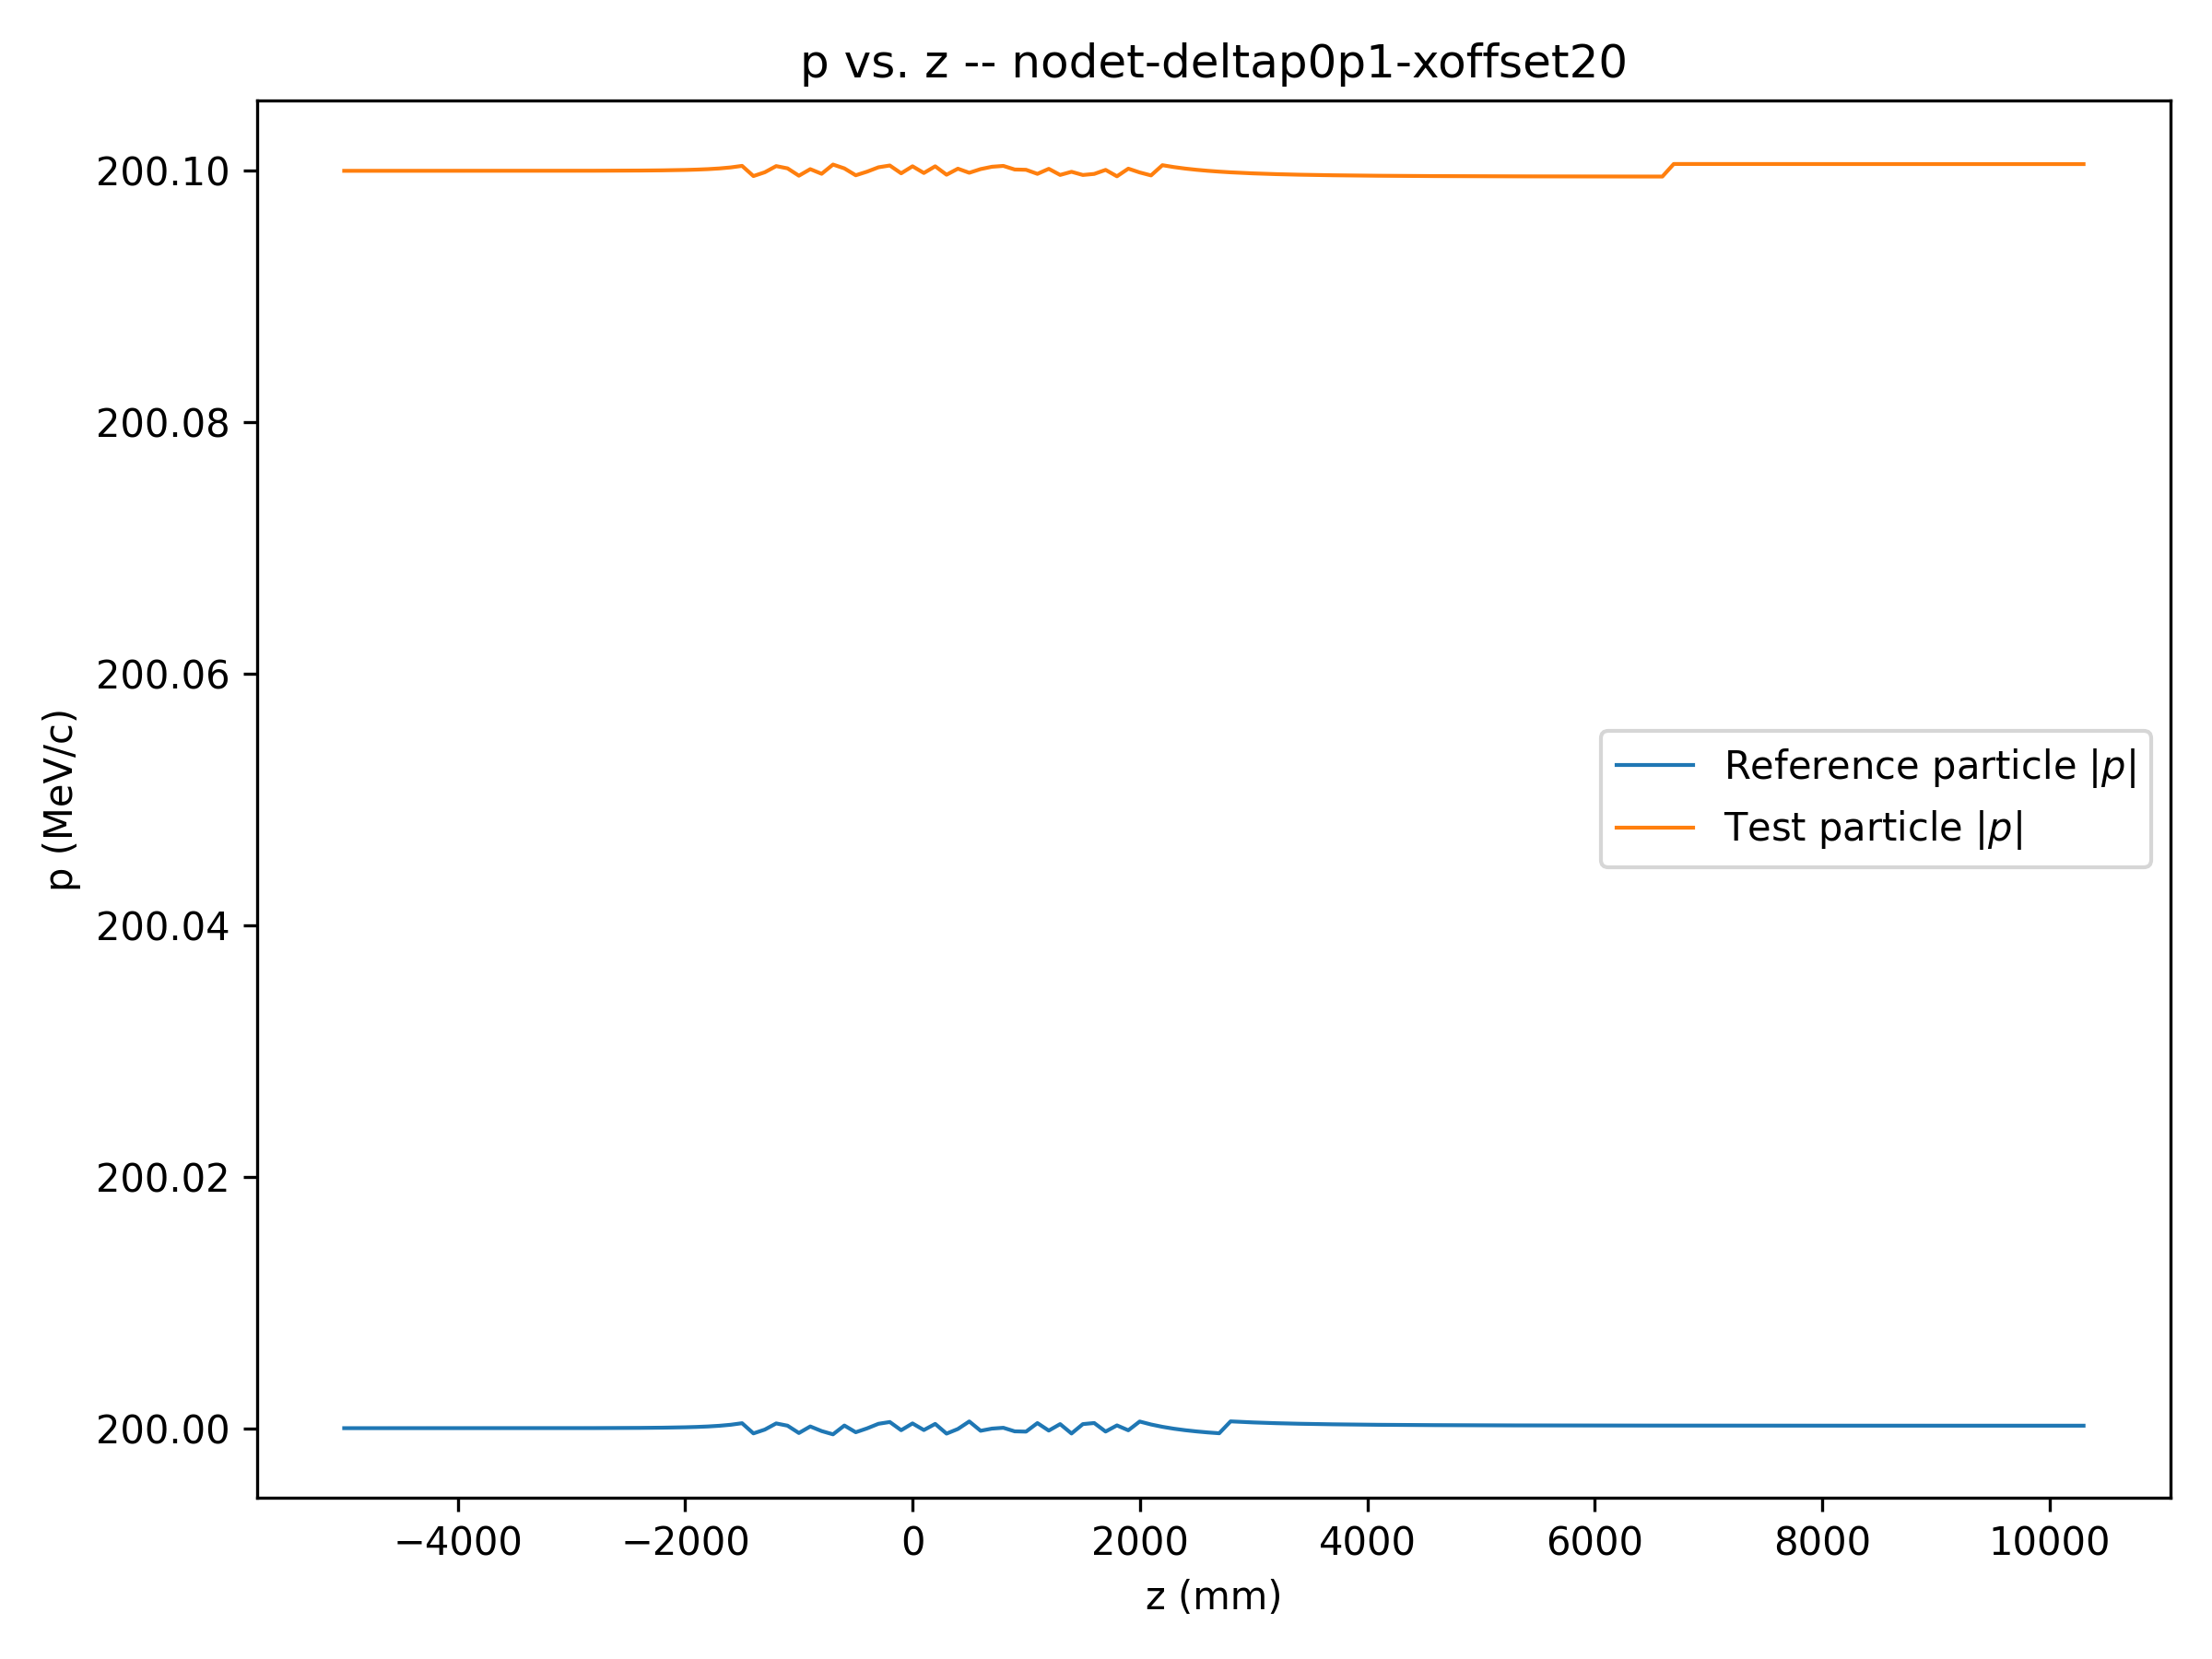 p vs. z -- nodet-deltap0p1-xoffset20
200.10
200.08
200.06
200.04
200.02
200.00
p (MeV/c)
Reference particle |p|
Test particle |p|
−4000 −2000 0 2000 4000 6000 8000 10000
z (mm)